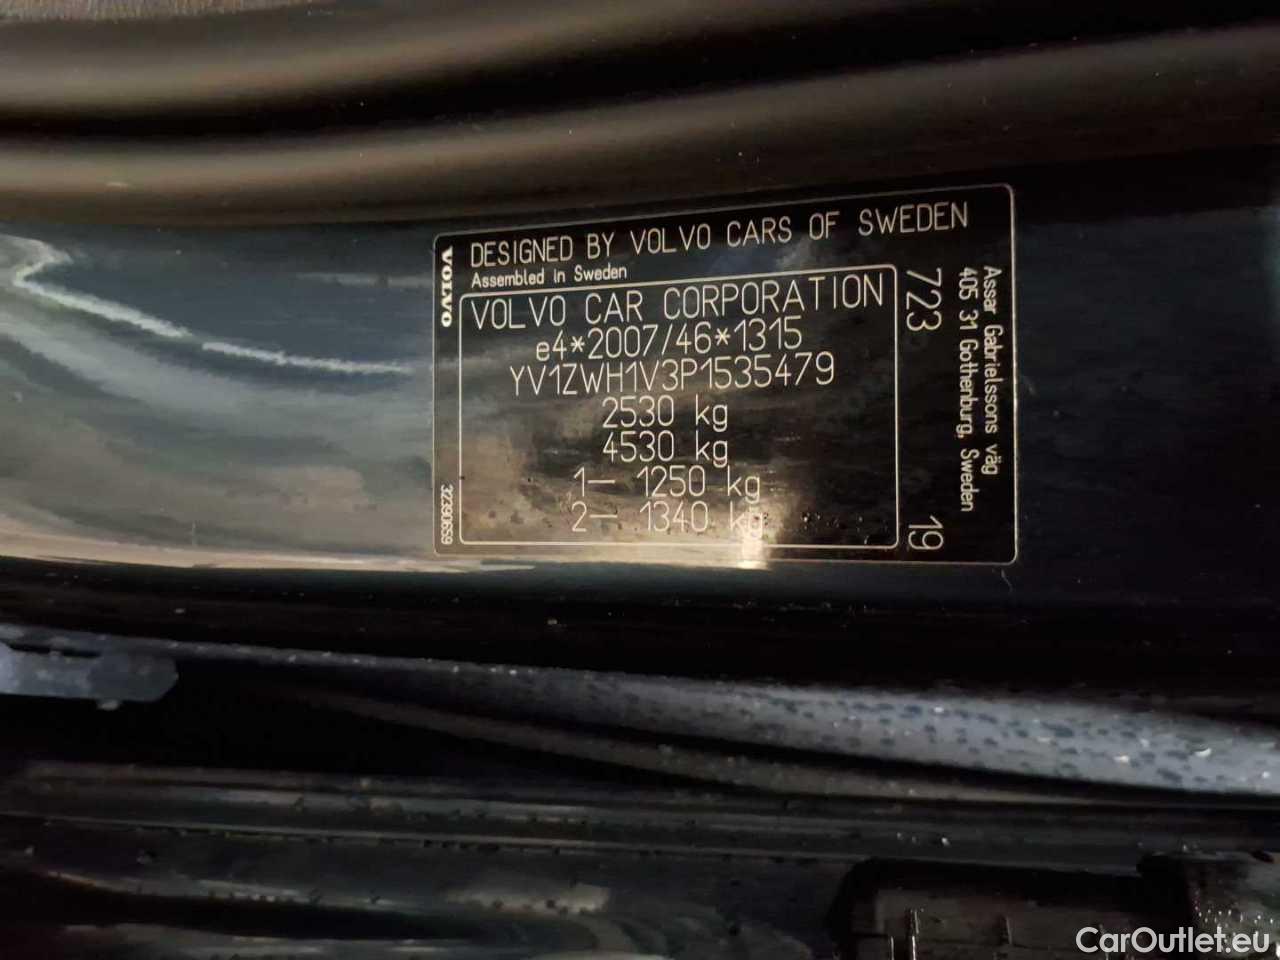 VOLVO
DESIGNED BY VOLVO CARS OF SWEDEN
Assembled in Sweden
VOLVO CAR CORPORATION
e4*2007/46*1315
YV1ZWH1V3P1535479
2530 kg
4530 kg
1– 1250 kg
2– 1340 kg
32390659
723
19
Assar Gabrielssons väg
405 31 Gothenburg, Sweden
CarOutlet.eu